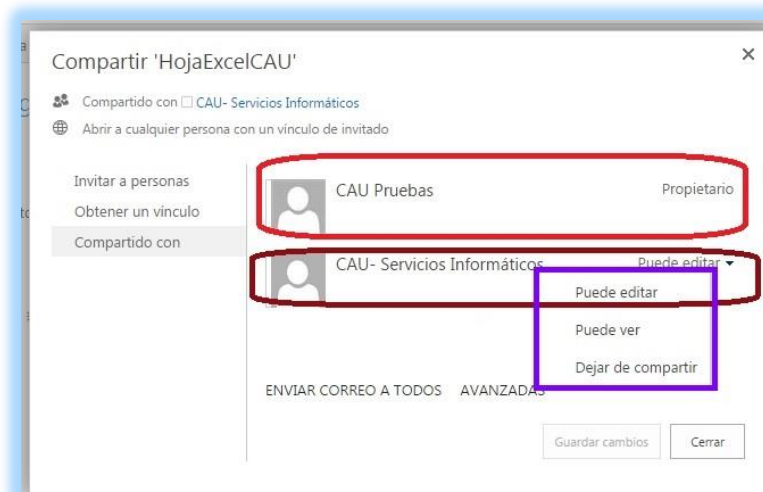 Compartir 'HojaExcelCAU'
Compartido con CAU- Servicios Informáticos
Abrir a cualquier persona con un vínculo de invitado
Invitar a personas
Obtener un vínculo
Compartido con
CAU Pruebas Propietario
CAU- Servicios Informáticos Puede editar
Puede editar
Puede ver
Dejar de compartir
ENVIAR CORREO A TODOS AVANZADAS
Guardar cambios Cerrar